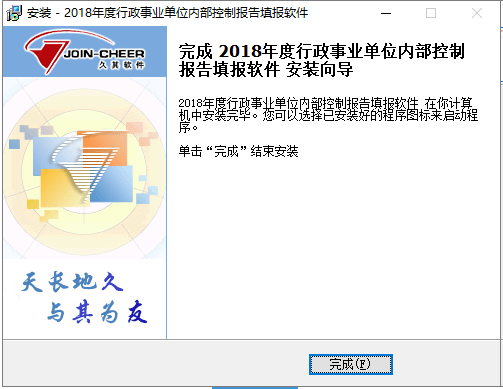 安装 - 2018年度行政事业单位内部控制报告填报软件
JOIN-CHEER
久其软件
完成 2018年度行政事业单位内部控制
报告填报软件 安装向导
2018年度行政事业单位内部控制报告填报软件 在你计算
机中安装完毕。您可以选择已安装好的程序图标来启动程
序。
单击“完成”结束安装
天长地久
与其为友
完成(F)